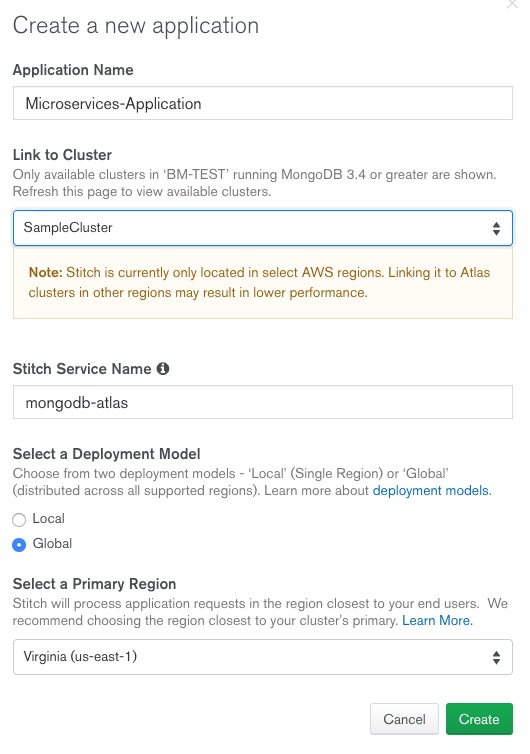 Create a new application
Application Name
Microservices-Application
Link to Cluster
Only available clusters in ‘BM-TEST’ running MongoDB 3.4 or greater are shown.
Refresh this page to view available clusters.
SampleCluster
Note: Stitch is currently only located in select AWS regions. Linking it to Atlas
clusters in other regions may result in lower performance.
Stitch Service Name
mongodb-atlas
Select a Deployment Model
Choose from two deployment models - ‘Local’ (Single Region) or ‘Global’
(distributed across all supported regions). Learn more about deployment models.
Local
Global
Select a Primary Region
Stitch will process application requests in the region closest to your end users. We
recommend choosing the region closest to your cluster’s primary. Learn More.
Virginia (us-east-1)
Cancel Create